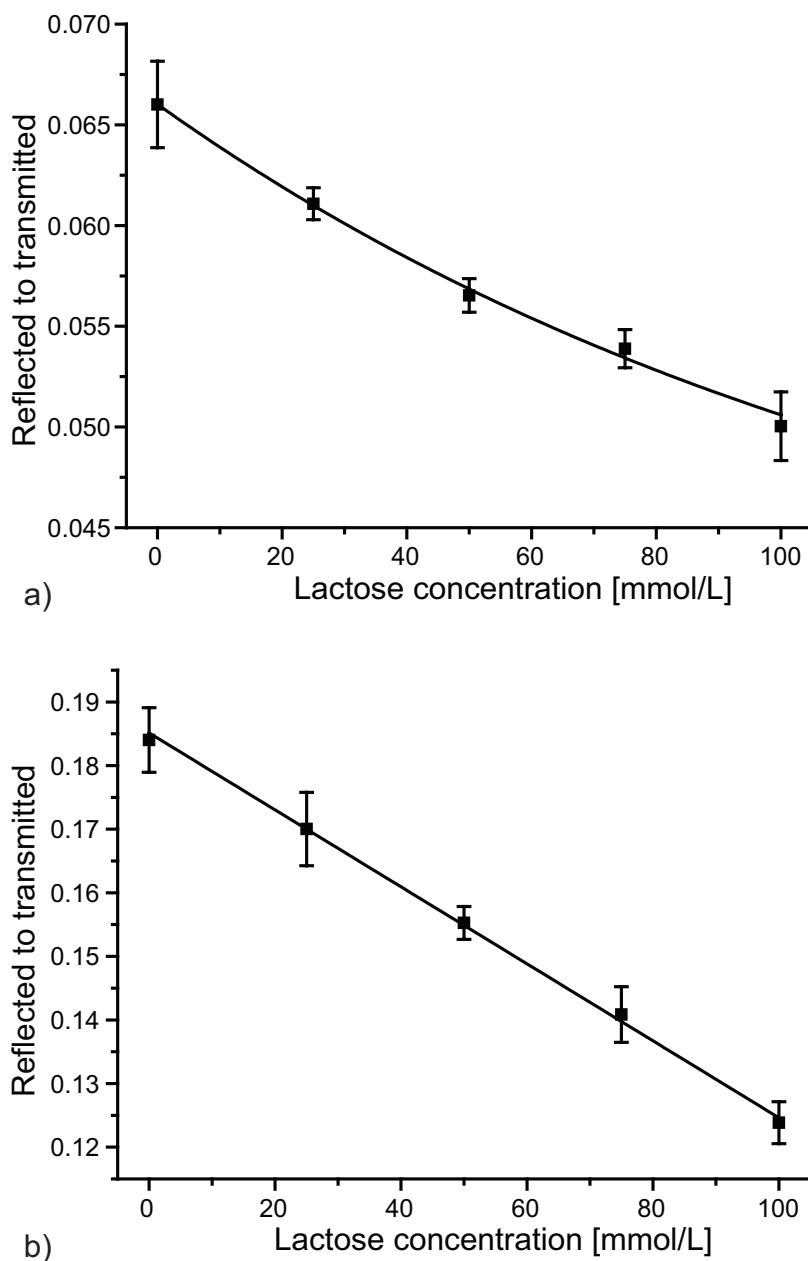 0.070
0.065
0.060
0.055
0.050
0.045
Reflected to transmitted
0 20 40 60 80 100
Lactose concentration [mmol/L]
a)
0.19
0.18
0.17
0.16
0.15
0.14
0.13
0.12
Reflected to transmitted
0 20 40 60 80 100
Lactose concentration [mmol/L]
b)